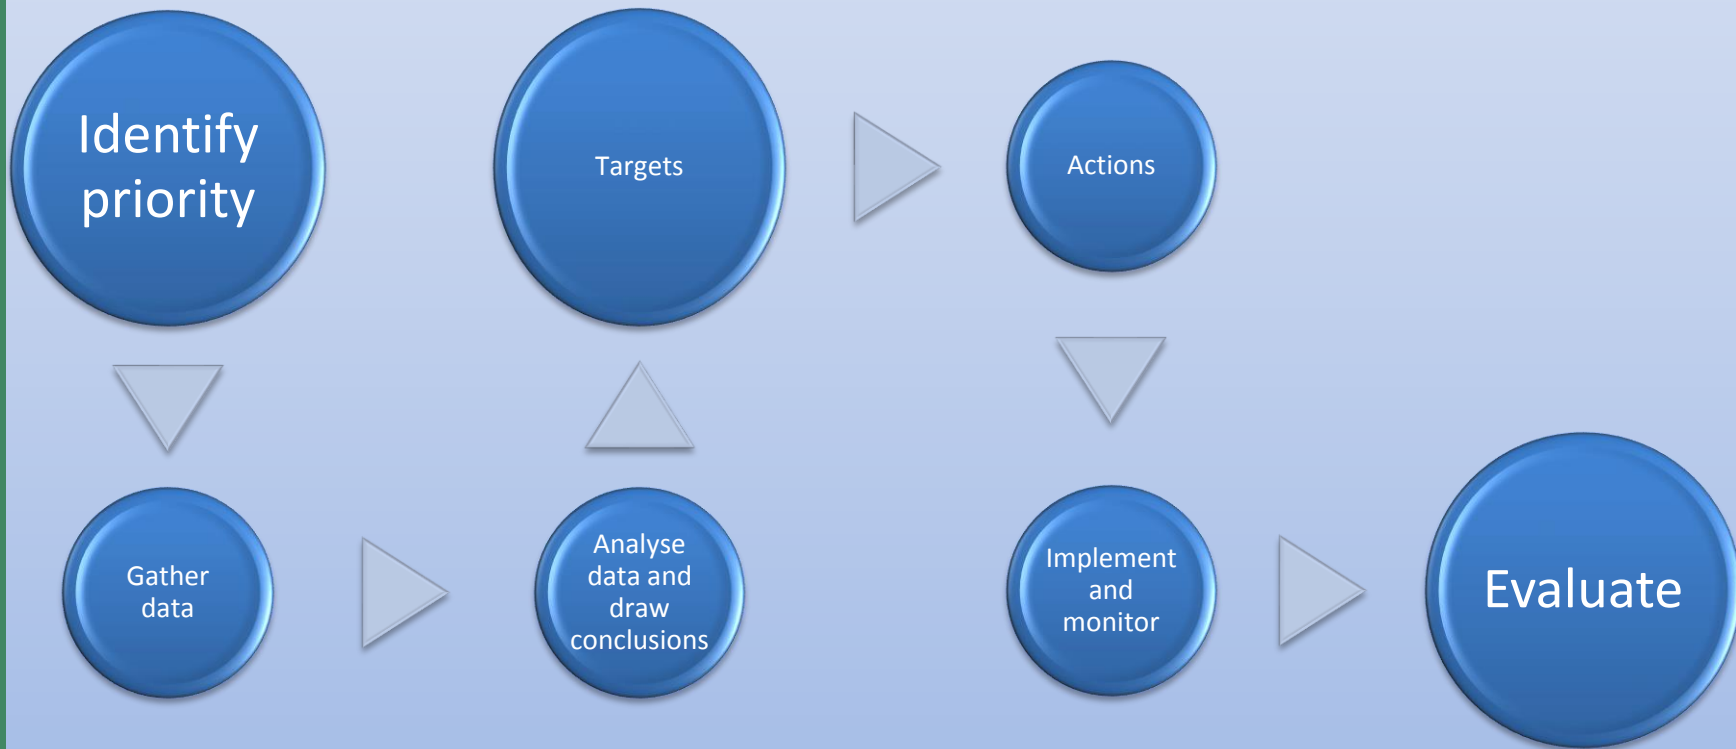 Identify
priority
Gather
data
Analyse
data and
draw
conclusions
Targets
Actions
Implement
and
monitor
Evaluate